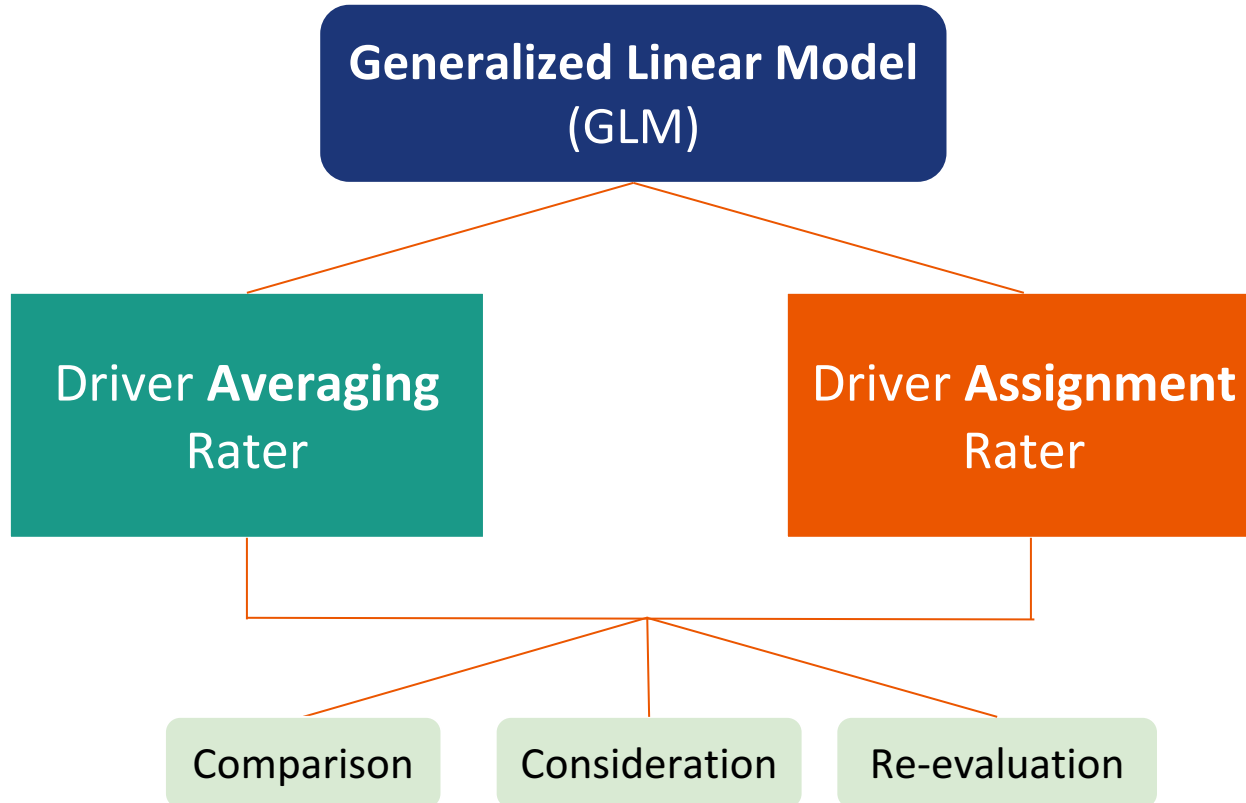 Generalized Linear Model
(GLM)
Driver Averaging
Rater
Driver Assignment
Rater
Comparison
Consideration
Re-evaluation